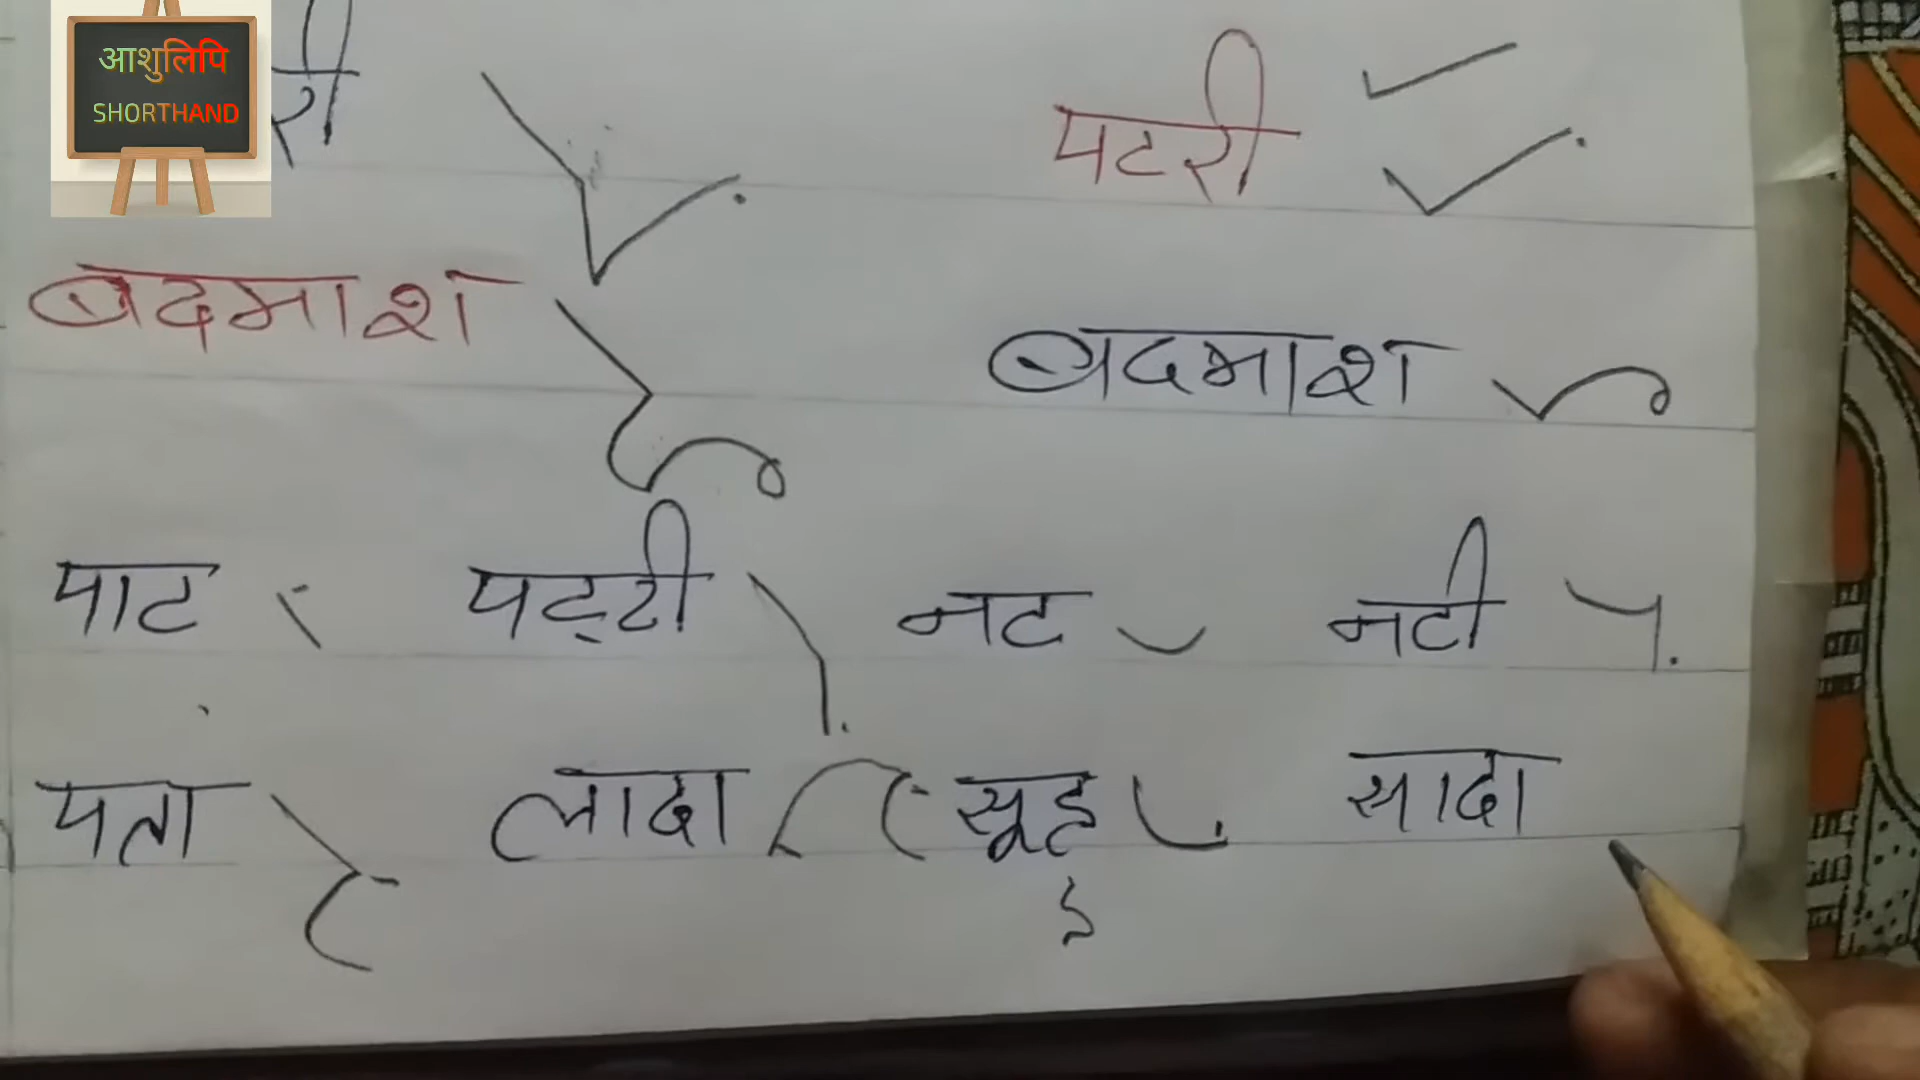 आशुलिपि
SHORTHAND
री पटरी
बदमाश बदमाश
पाट पट्टी नट नटी
पता लादा सादा